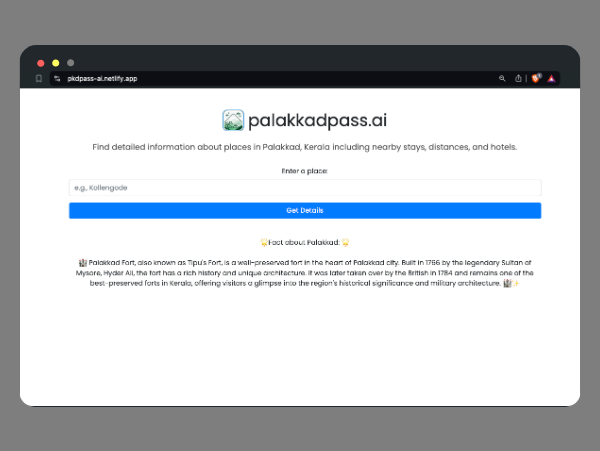 pkdpass-ai.netlify.app
palakkadpass.ai
Find detailed information about places in Palakkad, Kerala including nearby stays, distances, and hotels.
Enter a place:
e.g., Kollengode
Get Details
Fact about Palakkad:
Palakkad Fort, also known as Tipu's Fort, is a well-preserved fort in the heart of Palakkad city. Built in 1766 by the legendary Sultan of
Mysore, Hyder Ali, the fort has a rich history and unique architecture. It was later taken over by the British in 1784 and remains one of the
best-preserved forts in Kerala, offering visitors a glimpse into the region's historical significance and military architecture.